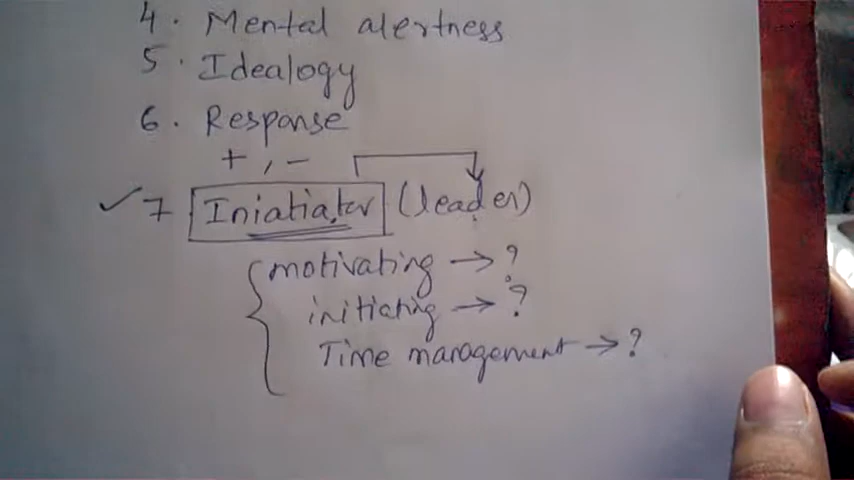 4. Mental alertness
5. Idealogy
6. Response
+, -
7 Iniatiator (leader)
motivating → ?
initiating → ?
Time management → ?